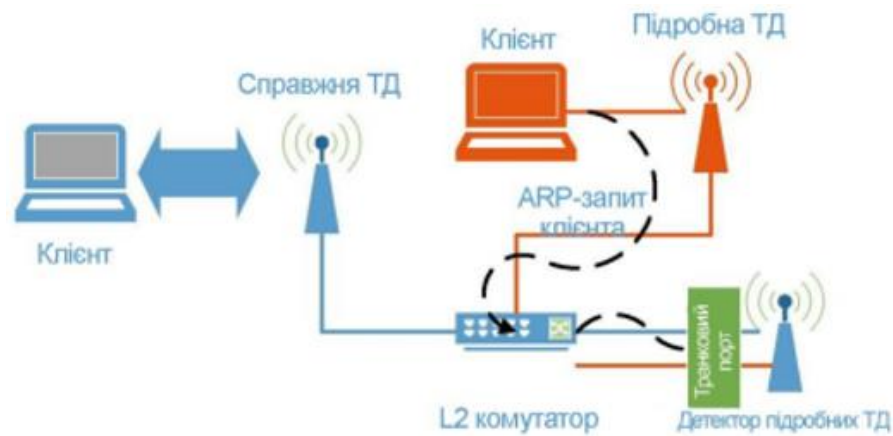 Клієнт
Підробна ТД
Справжня ТД
ARP-запит
клієнта
Клієнт
Транковий
порт
L2 комутатор
Детектор підробних ТД